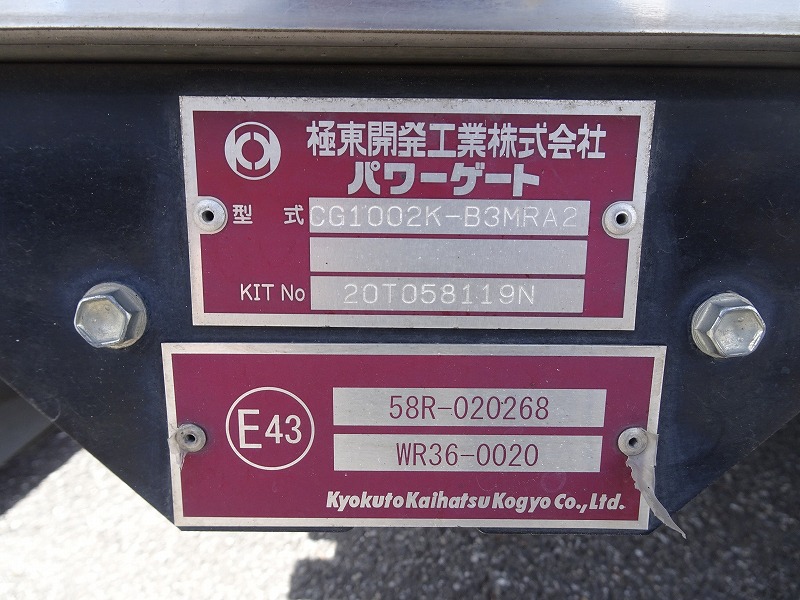 極東開発工業株式会社
パワーゲート
型 式 CG1002K-B3MRA2
KIT No 20T058119N
E43
58R-020268
WR36-0020
Kyokuto Kaihatsu Kogyo Co., Ltd.